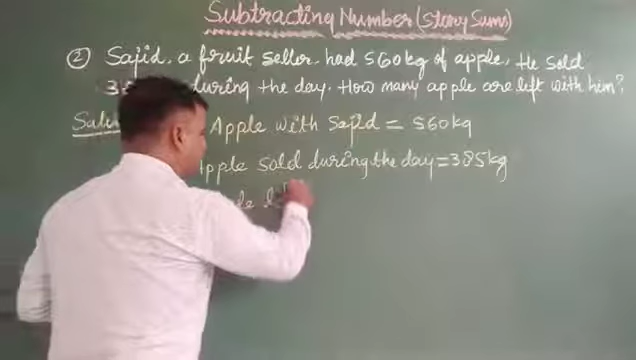 Subtracting Number (Story Sums)
② Sajid, a fruit seller, had 560kg of apple. He sold
during the day. How many apple are left with him?
Apple with Sajid = 560kg
Apple sold during the day = 385kg